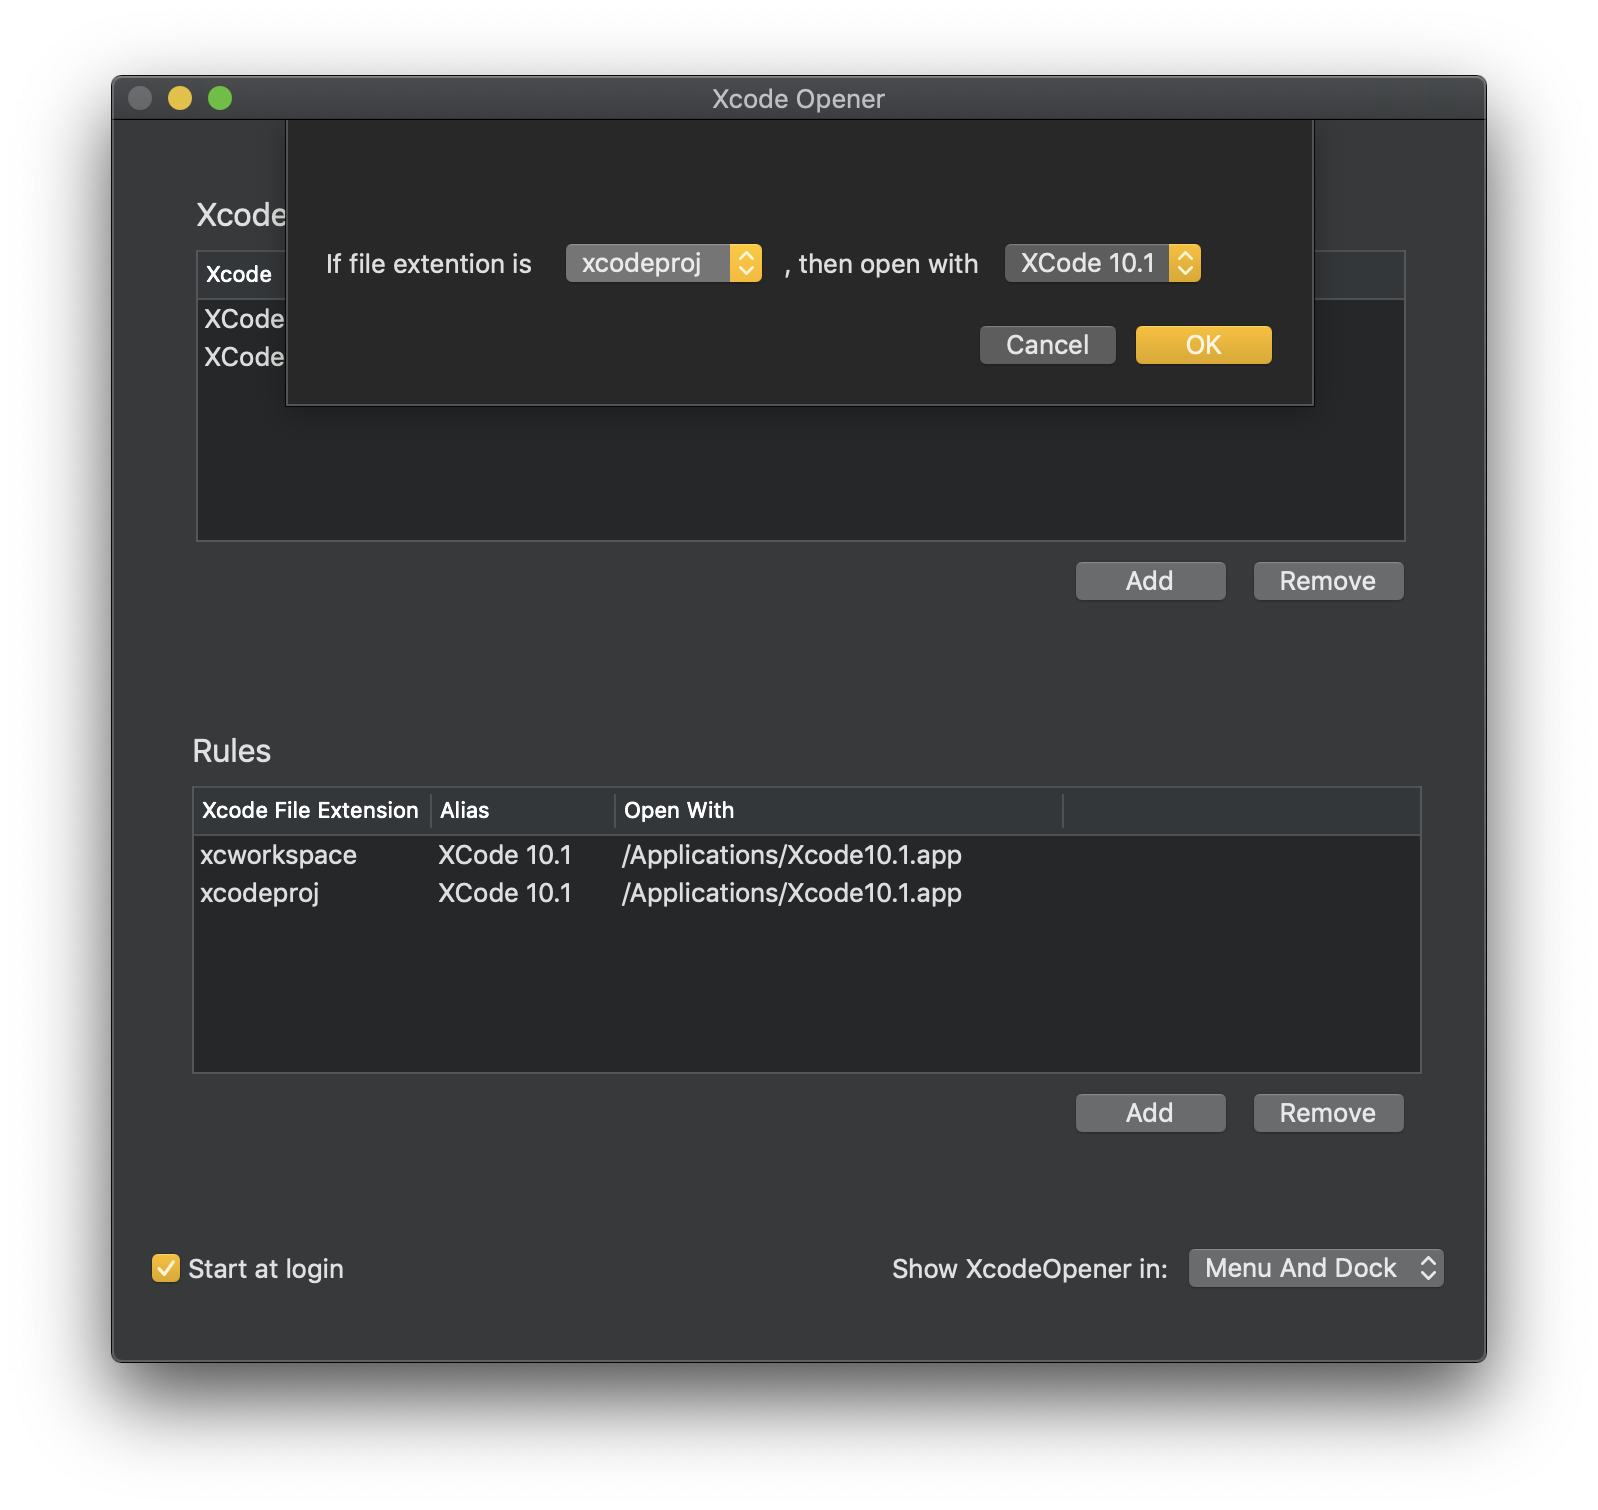 Xcode Opener
Xcode
If file extention is xcodeproj , then open with XCode 10.1
Xcode
XCode
XCode
Cancel OK
Add Remove
Rules
Xcode File Extension Alias Open With
xcworkspace XCode 10.1 /Applications/Xcode10.1.app
xcodeproj XCode 10.1 /Applications/Xcode10.1.app
Add Remove
Start at login Show XcodeOpener in: Menu And Dock